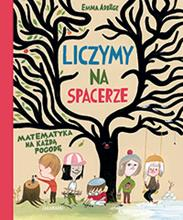 EMMA ADBÅGE
LICZYMY
NA
SPACERZE
MATEMATYKA
NA KAŻDĄ
POGODĘ